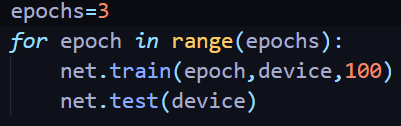 epochs=3
for epoch in range(epochs):
    net.train(epoch,device,100)
    net.test(device)